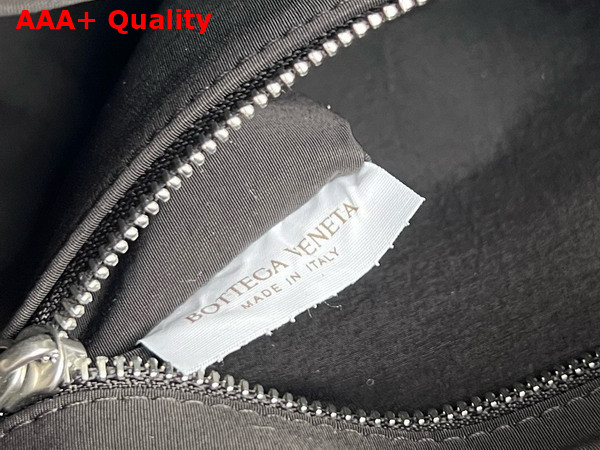 AAA+ Quality
BOTTEGA VENETA
MADE IN ITALY